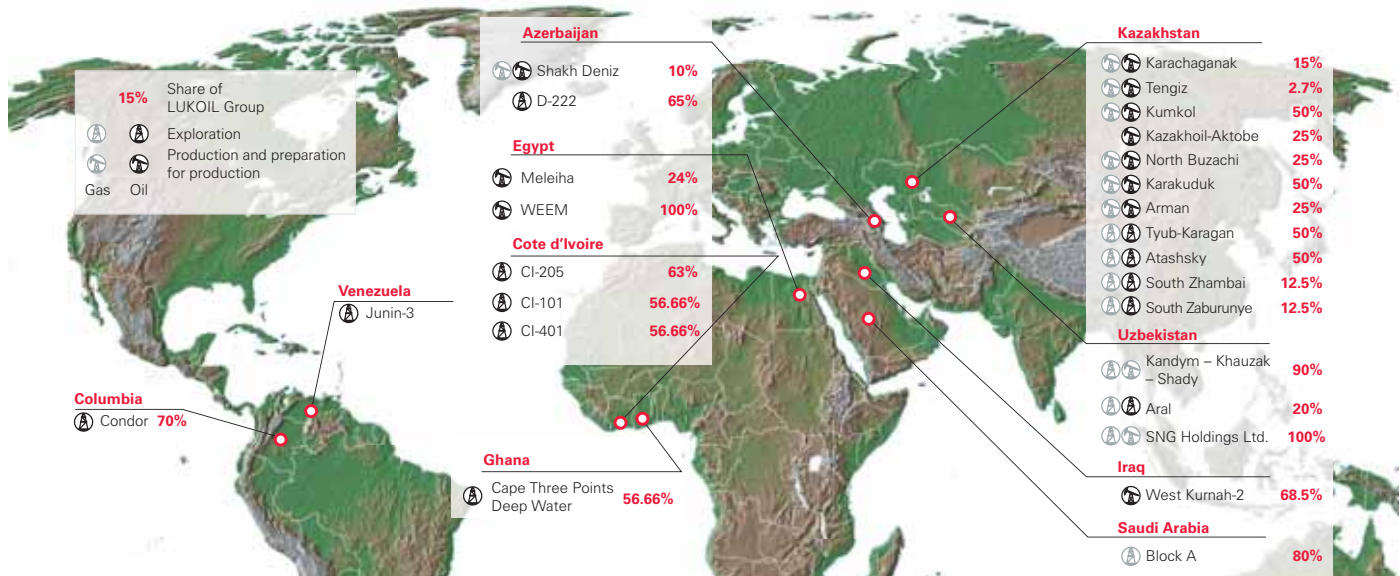 15% Share of
LUKOIL Group
Exploration
Production and preparation
for production
Gas Oil
Azerbaijan
Shakh Deniz 10%
D-222 65%
Egypt
Meleiha 24%
WEEM 100%
Cote d'Ivoire
CI-205 63%
CI-101 56.66%
CI-401 56.66%
Venezuela
Junin-3
Columbia
Condor 70%
Ghana
Cape Three Points
Deep Water 56.66%
Kazakhstan
Karachaganak 15%
Tengiz 2.7%
Kumkol 50%
Kazakhoil-Aktobe 25%
North Buzachi 25%
Karakuduk 50%
Arman 25%
Tyub-Karagan 50%
Atashsky 50%
South Zhambai 12.5%
South Zaburunye 12.5%
Uzbekistan
Kandym – Khauzak
– Shady 90%
Aral 20%
SNG Holdings Ltd. 100%
Iraq
West Kurnah-2 68.5%
Saudi Arabia
Block A 80%